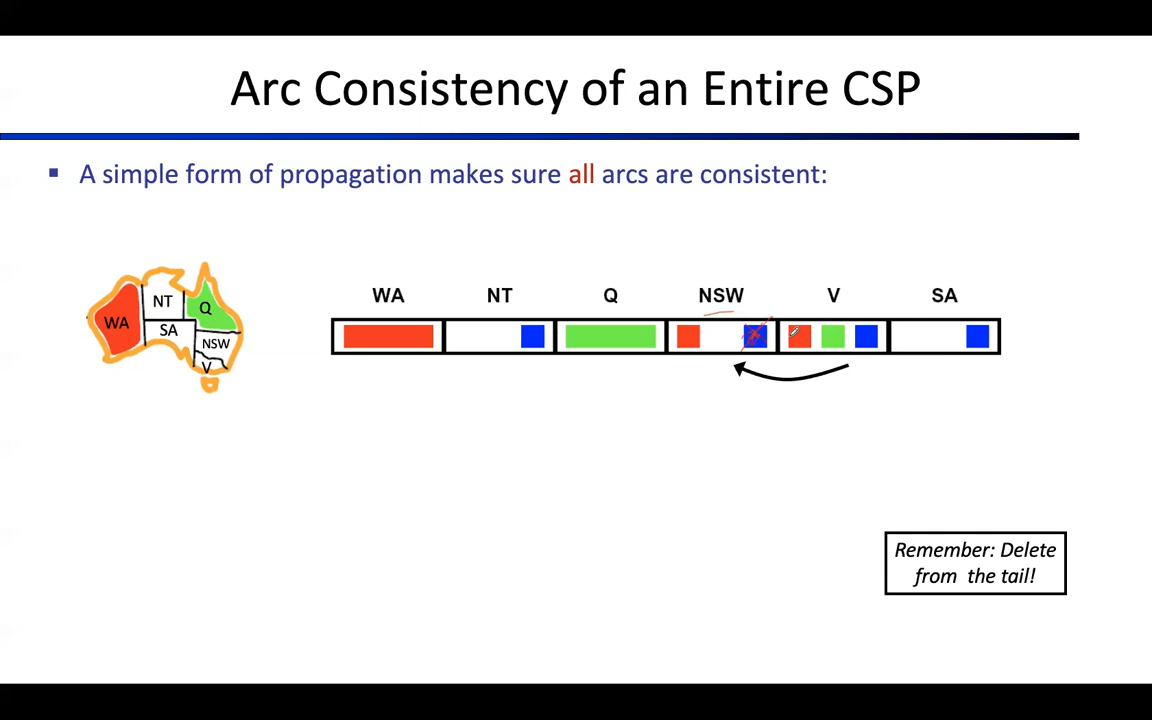 Arc Consistency of an Entire CSP
▪ A simple form of propagation makes sure all arcs are consistent:
WA NT Q NSW V SA
NT
Q
WA
SA
NSW
V
Remember: Delete
from the tail!